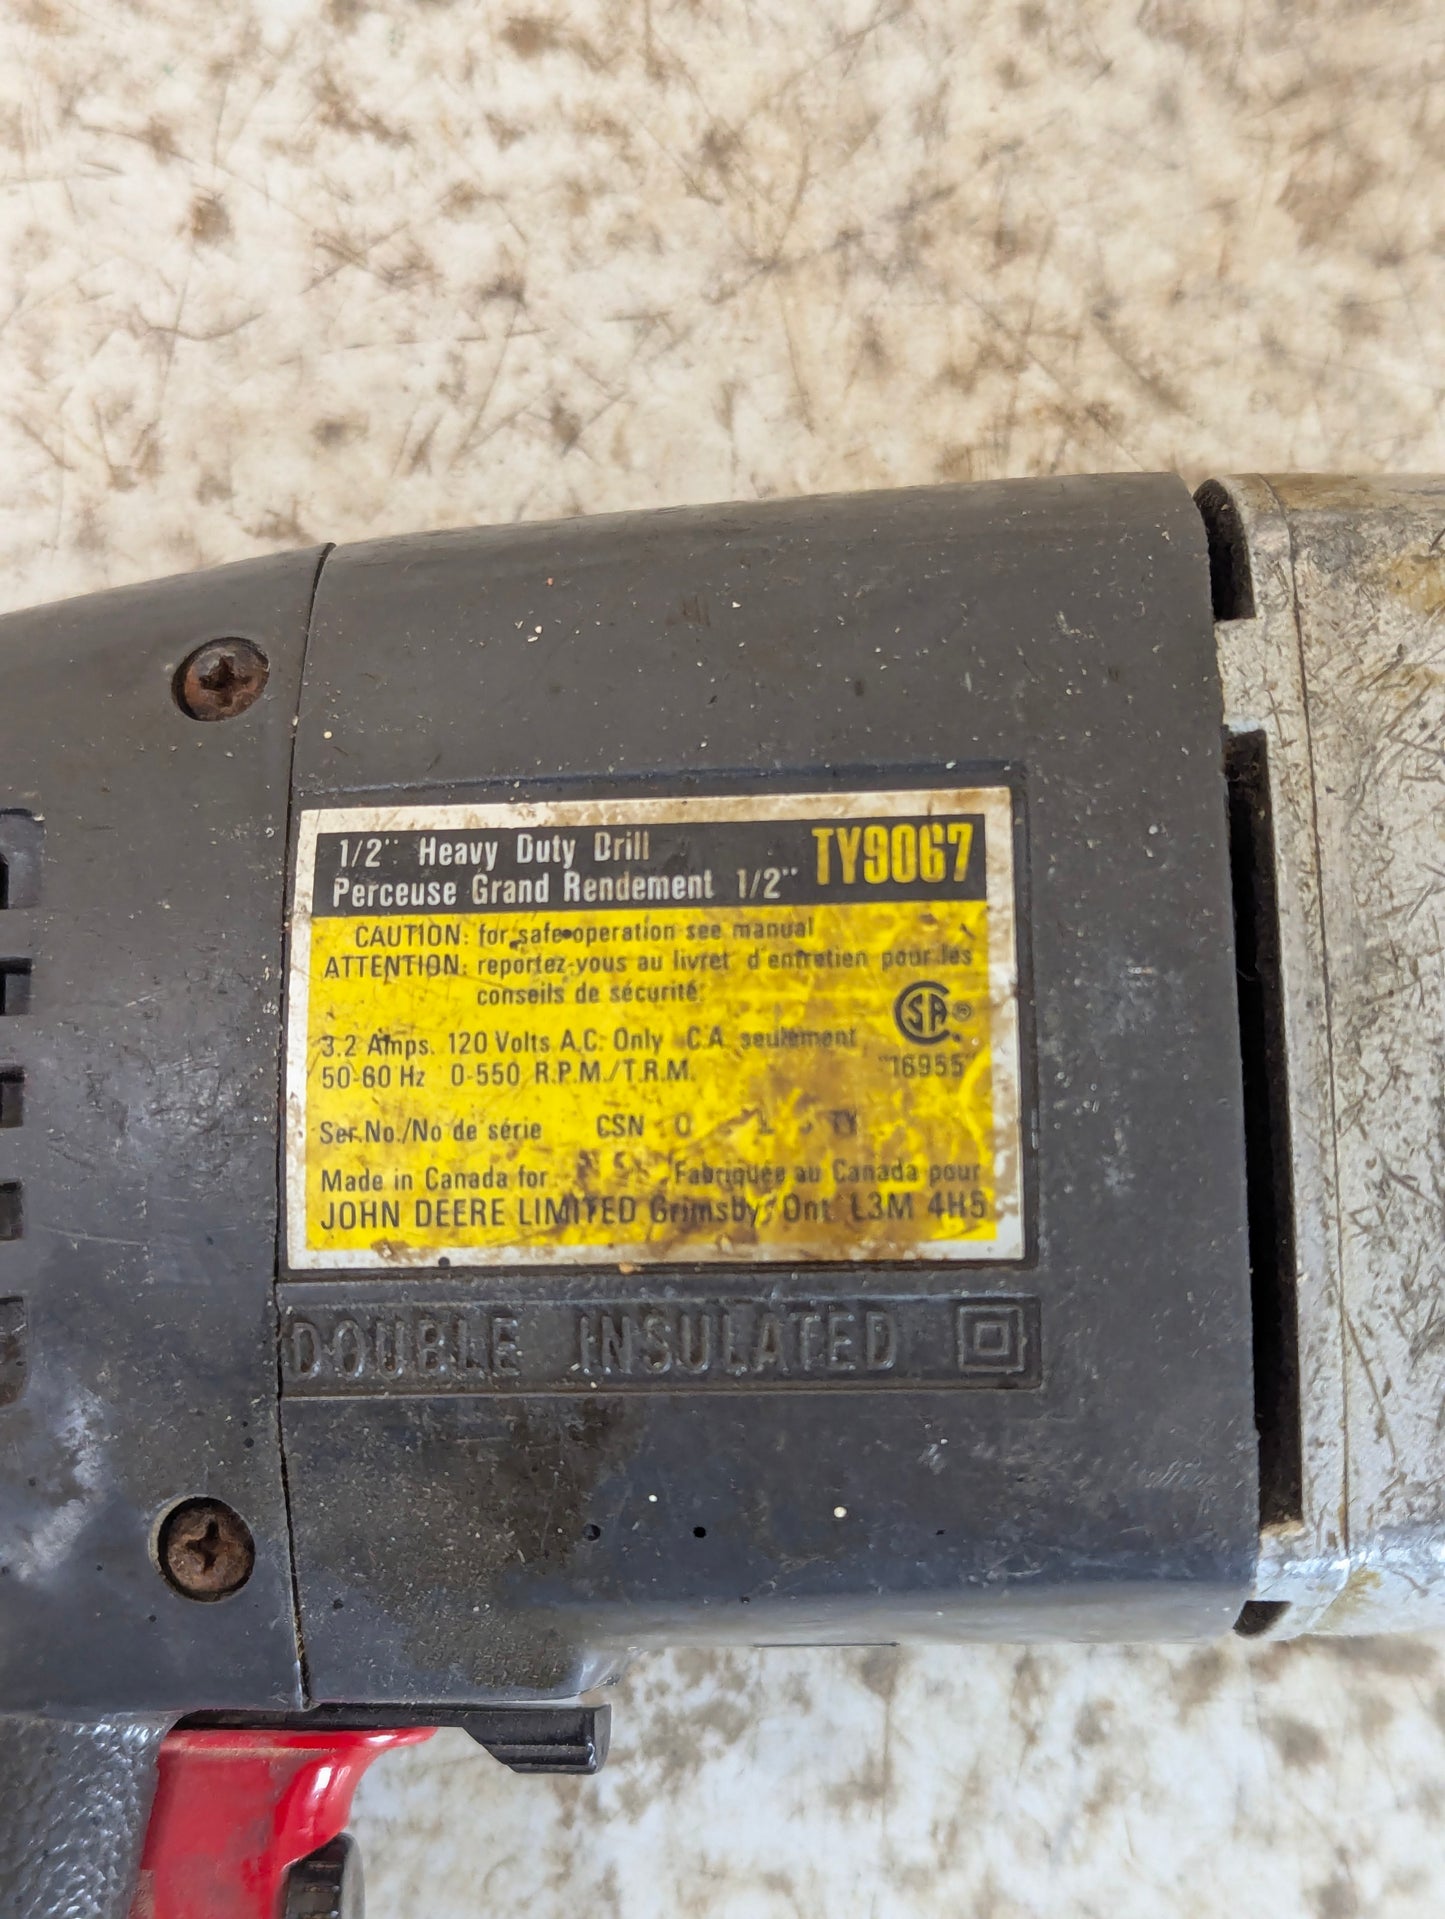 1/2" Heavy Duty Drill
Perceuse Grand Rendement 1/2" TY9067
CAUTION: for safe operation see manual
ATTENTION: reportez-vous au livret d'entretien pour les
conseils de sécurité.
3.2 Amps. 120 Volts A.C. Only C.A. seulement
50-60 Hz 0-550 R.P.M./T.R.M.
CSA ®
"16955"
Ser.No./No de série CSN
Made in Canada for Fabriquée au Canada pour
JOHN DEERE LIMITED Grimsby, Ont. L3M 4H5
DOUBLE INSULATED